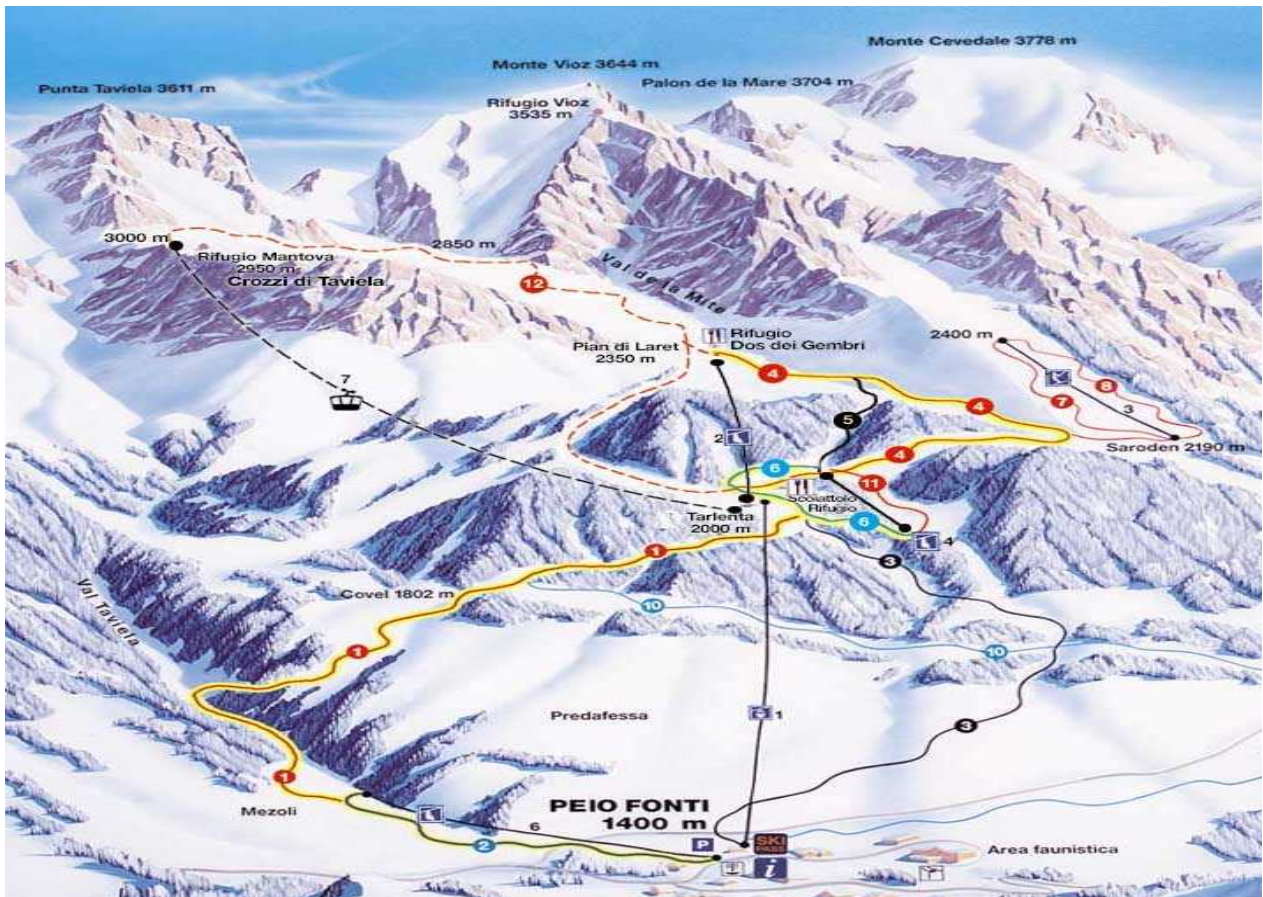 Monte Cevedale 3778 m
Monte Vioz 3644 m
Palon de la Mare 3704 m
Punta Taviela 3611 m
Rifugio Vioz
3535 m
3000 m
2850 m
Rifugio Mantova
2950 m
Crozzi di Taviela
12
Val de la Mite
Rifugio
Dos dei Gembri
2400 m
Pian di Laret
2350 m
4
8
7
7
3
4
5
2
4
Saroden 2190 m
6
11
Scoiattolo
Rifugio
Tarlenta
2000 m
6
4
1
3
Covel 1802 m
10
Val Taviela
1
10
Predafessa
1
3
1
Mezoli
PEIO FONTI
1400 m
6
2
P
SKI
PASS
i
Area faunistica